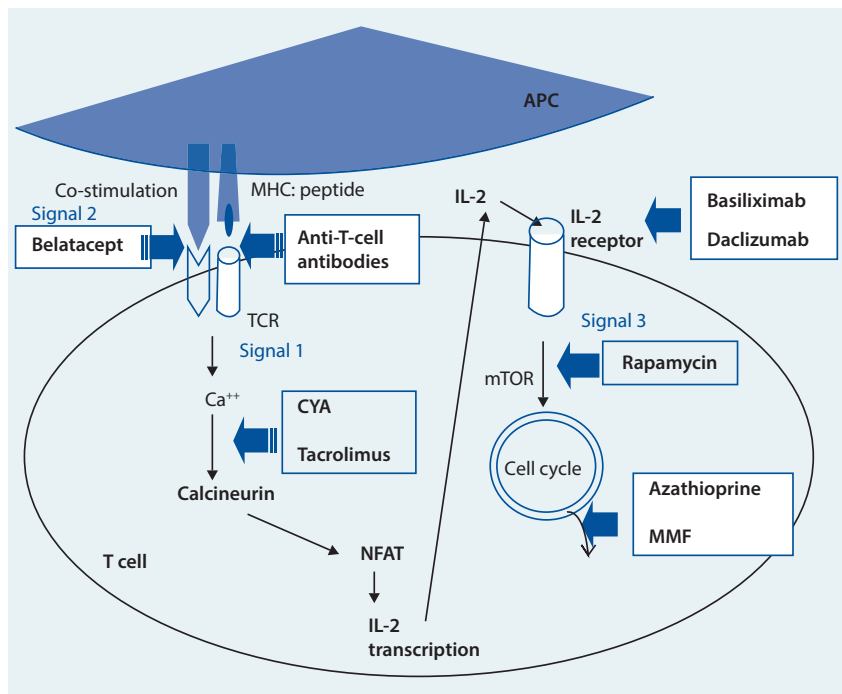 APC
Co-stimulation
MHC: peptide
Signal 2
Belatacept
Anti-T-cell
antibodies
TCR
Signal 1
Ca⁺⁺
CYA
Tacrolimus
Calcineurin
NFAT
IL-2
transcription
T cell
IL-2
IL-2
receptor
Basiliximab
Daclizumab
Signal 3
mTOR
Rapamycin
Cell cycle
Azathioprine
MMF